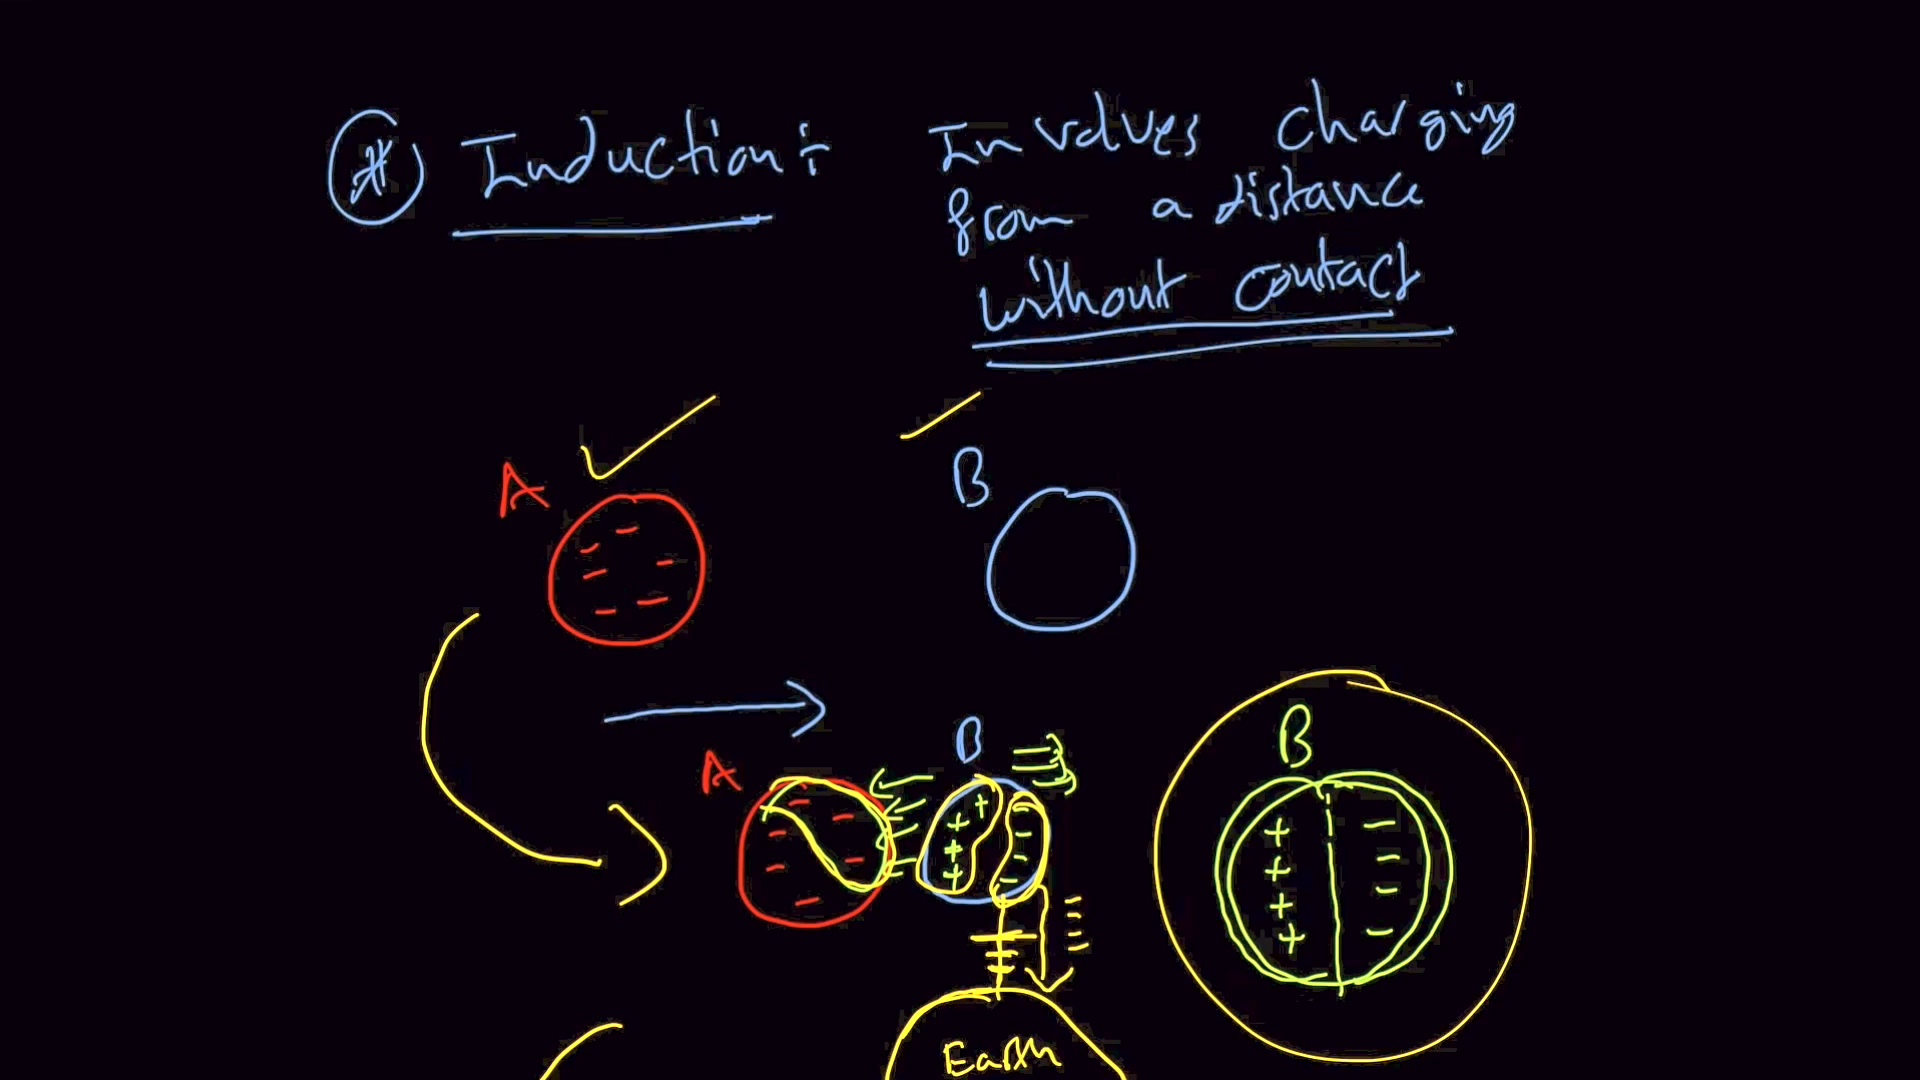 # Induction: Involves charging
from a distance
without contact
A
B
- - - - - -
B
A
B
+ + + +
- - - -
- - - - - -
+ + + +
- - - -
- - - -
Earth